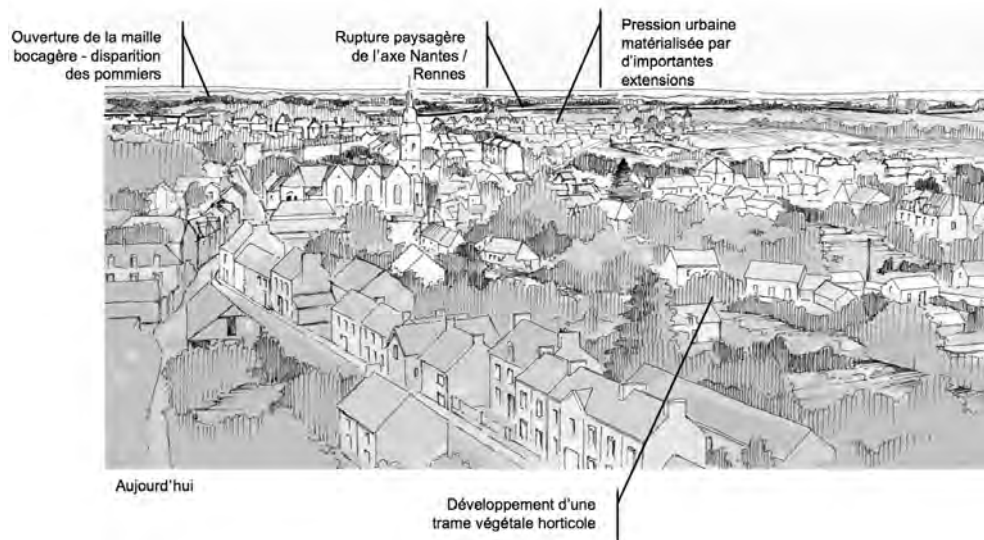 Ouverture de la maille
bocagère - disparition
des pommiers
Rupture paysagère
de l'axe Nantes /
Rennes
Pression urbaine
matérialisée par
d'importantes
extensions
Aujourd'hui
Développement d'une
trame végétale horticole